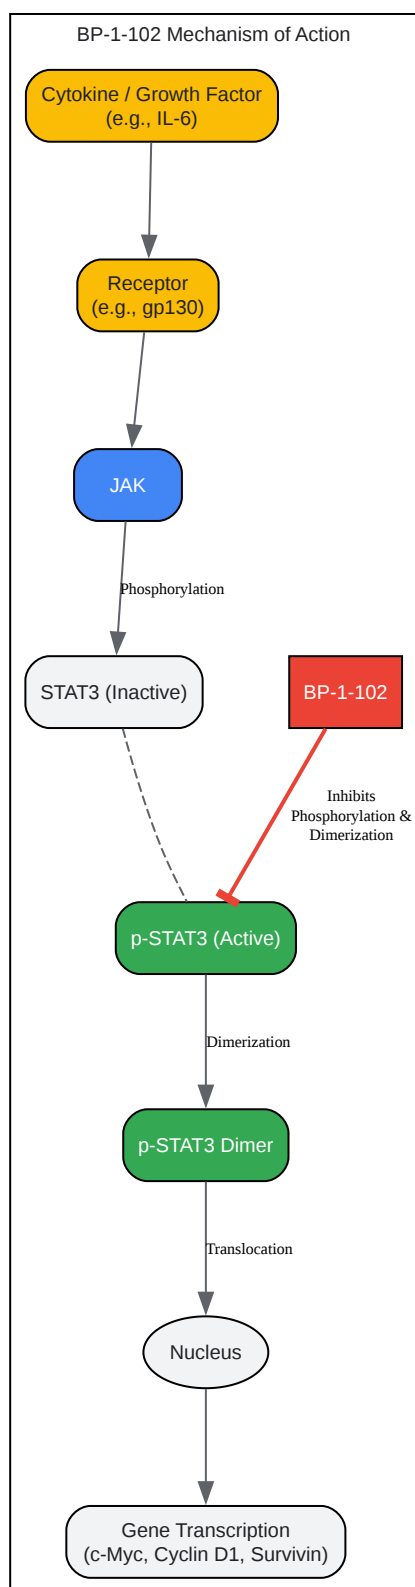 BP-1-102 Mechanism of Action
Cytokine / Growth Factor
(e.g., IL-6)
Receptor
(e.g., gp130)
JAK
Phosphorylation
STAT3 (Inactive)
BP-1-102
Inhibits
Phosphorylation &
Dimerization
p-STAT3 (Active)
Dimerization
p-STAT3 Dimer
Translocation
Nucleus
Gene Transcription
(c-Myc, Cyclin D1, Survivin)